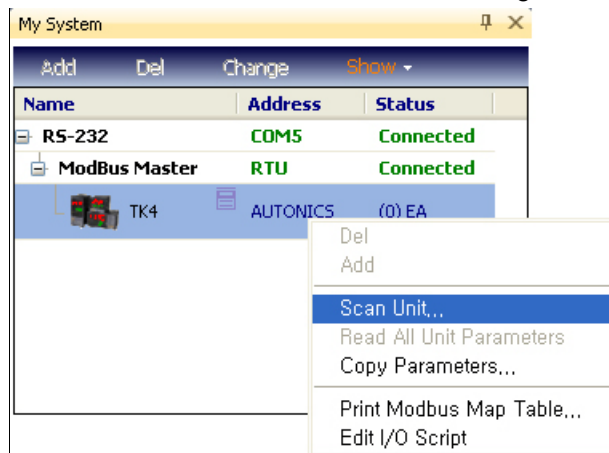 My System
Add Del Change Show
Name Address Status
RS-232 COM5 Connected
ModBus Master RTU Connected
TK4 AUTONICS (0) EA
Del
Add
Scan Unit...
Read All Unit Parameters
Copy Parameters...
Print Modbus Map Table...
Edit I/O Script